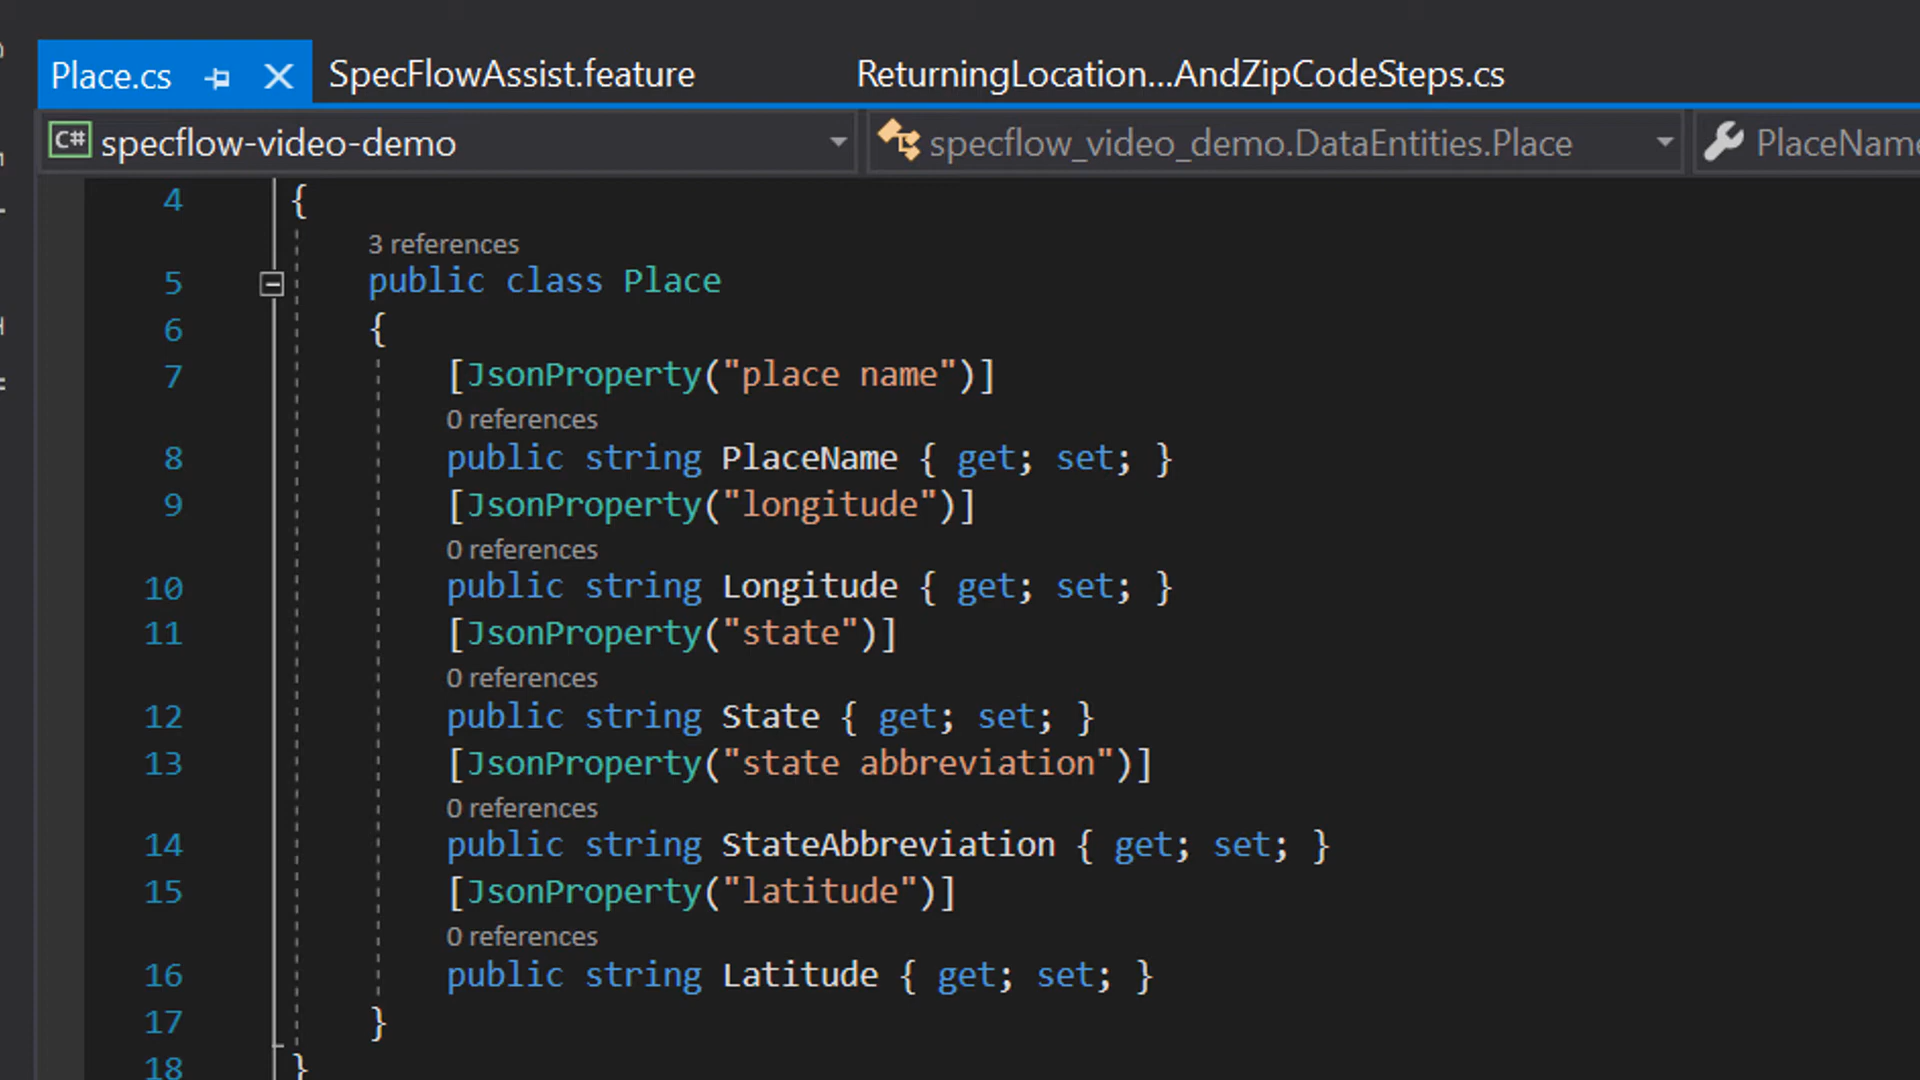 Place.cs
SpecFlowAssist.feature
ReturningLocation...AndZipCodeSteps.cs
C# specflow-video-demo
specflow_video_demo.DataEntities.Place
PlaceName
4 {
3 references
5 public class Place
6 {
7 [JsonProperty("place name")]
0 references
8 public string PlaceName { get; set; }
9 [JsonProperty("longitude")]
0 references
10 public string Longitude { get; set; }
11 [JsonProperty("state")]
0 references
12 public string State { get; set; }
13 [JsonProperty("state abbreviation")]
0 references
14 public string StateAbbreviation { get; set; }
15 [JsonProperty("latitude")]
0 references
16 public string Latitude { get; set; }
17 }
18 }